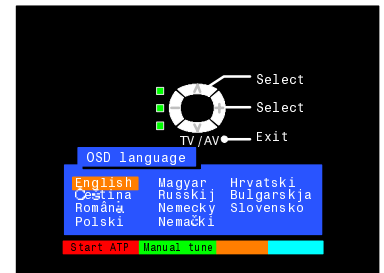 Select
Select
TV/AV Exit
OSD language
English Magyar Hrvatski
Čeština Russkij Bulgarskja
Română Nemecky Slovensko
Polski Nemački
Start ATP Manual tune